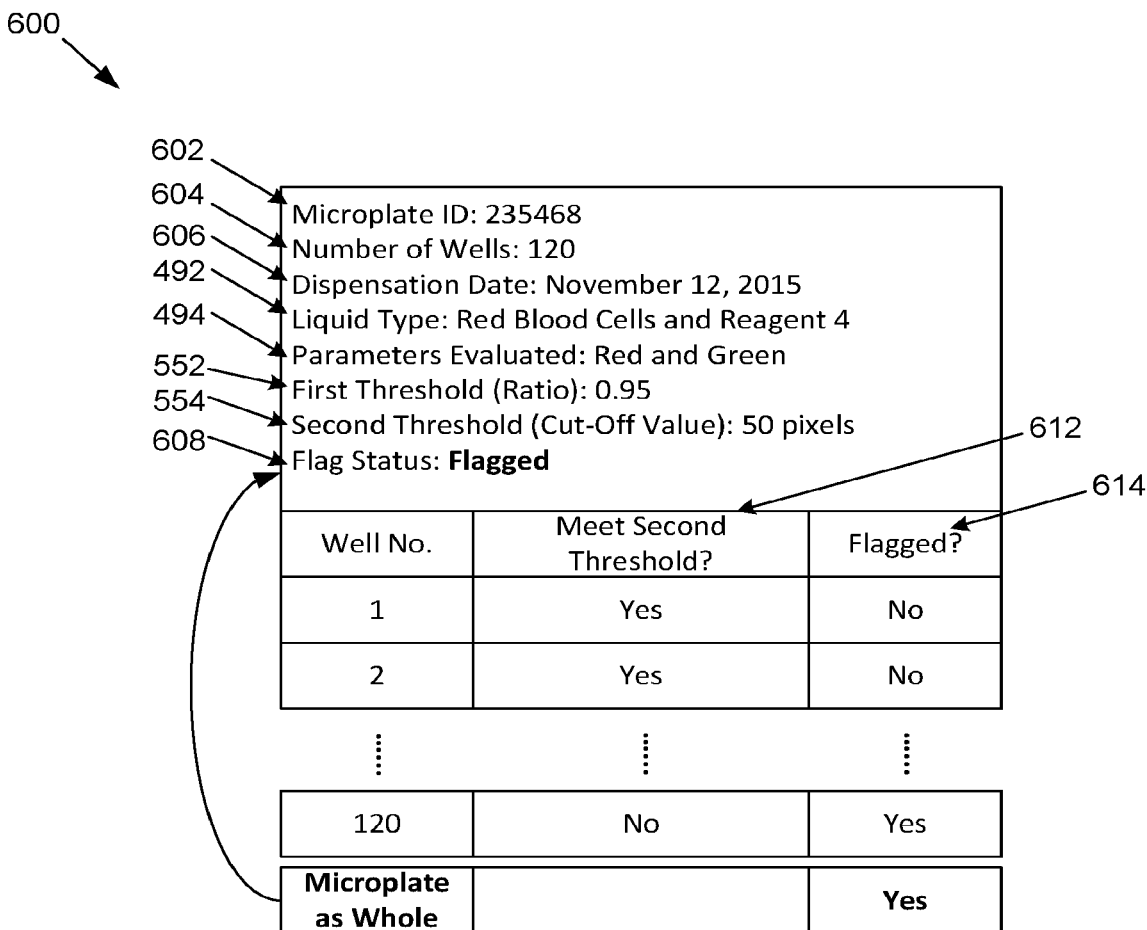 600
602
604
606
492
494
552
554
608
Microplate ID: 235468
Number of Wells: 120
Dispensation Date: November 12, 2015
Liquid Type: Red Blood Cells and Reagent 4
Parameters Evaluated: Red and Green
First Threshold (Ratio): 0.95
Second Threshold (Cut-Off Value): 50 pixels
Flag Status: Flagged
612
614
Well No.
Meet Second
Threshold?
Flagged?
1 Yes No
2 Yes No
120 No Yes
Microplate
as Whole
Yes